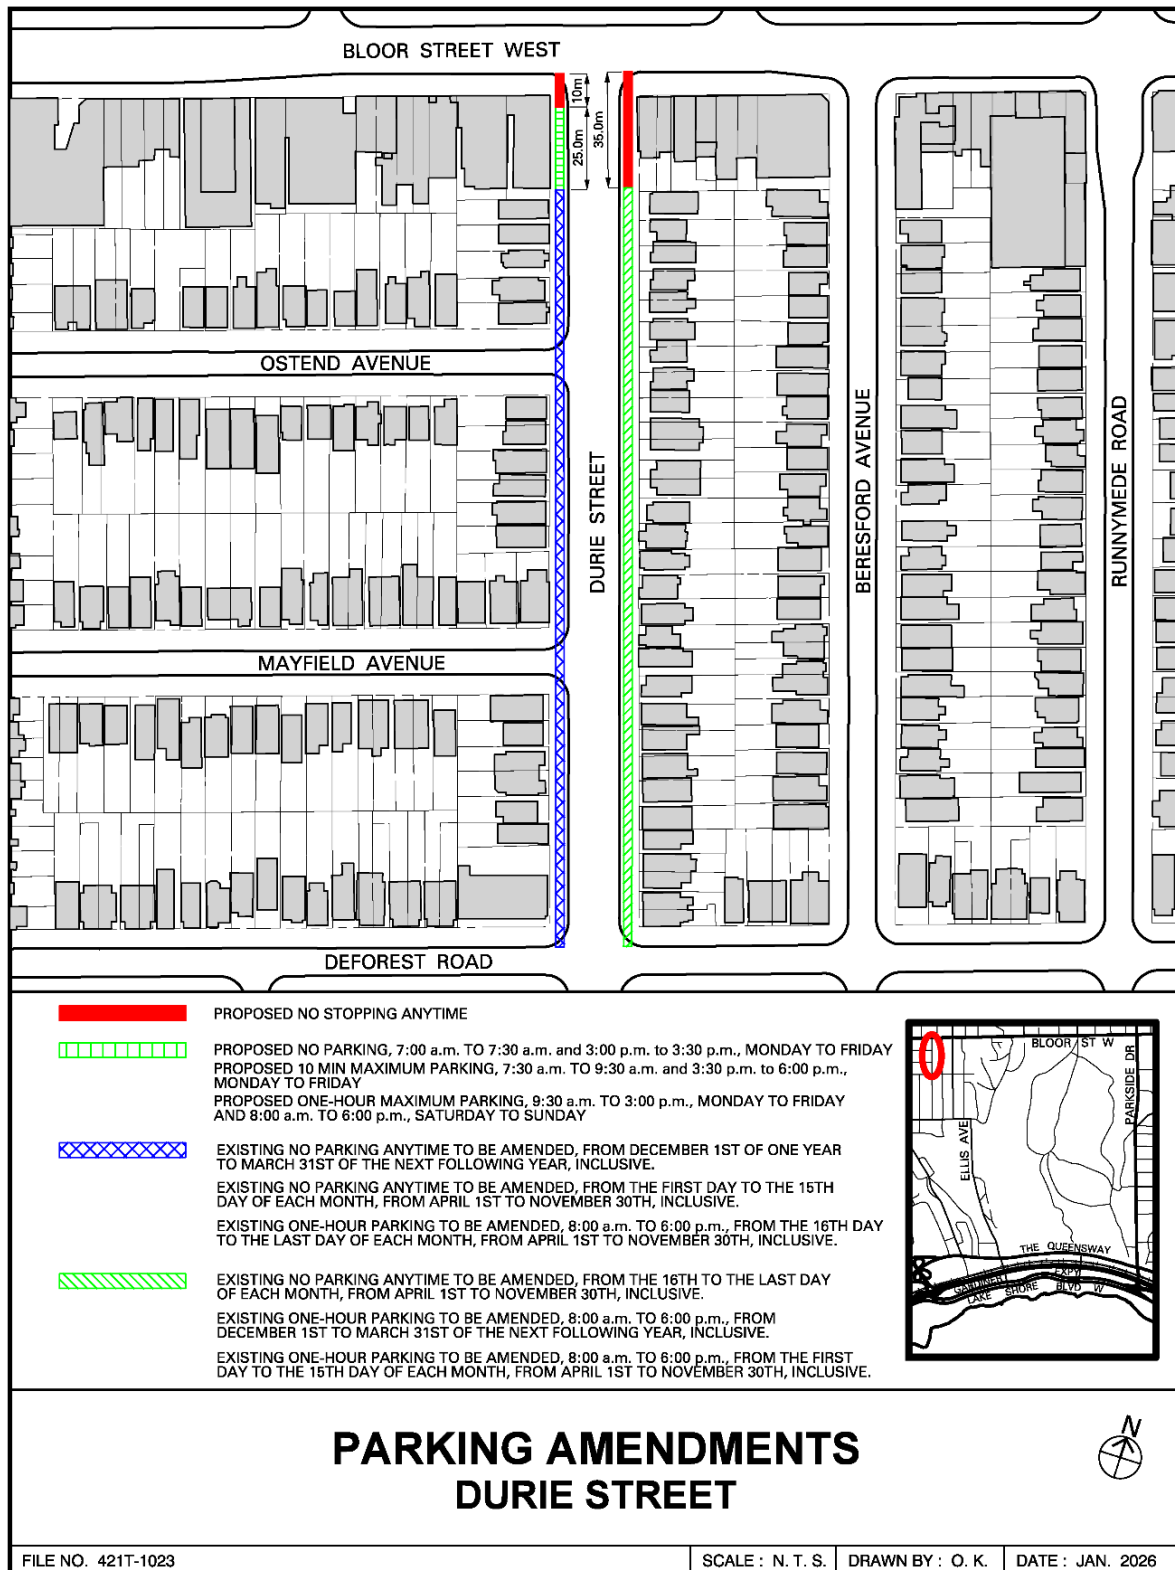 BLOOR STREET WEST
10m
25.0m
35.0m
OSTEND AVENUE
DURIE STREET
BERESFORD AVENUE
RUNNYMEDE ROAD
MAYFIELD AVENUE
DEFOREST ROAD
PROPOSED NO STOPPING ANYTIME
PROPOSED NO PARKING, 7:00 a.m. TO 7:30 a.m. and 3:00 p.m. to 3:30 p.m., MONDAY TO FRIDAY
PROPOSED 10 MIN MAXIMUM PARKING, 7:30 a.m. TO 9:30 a.m. and 3:30 p.m. to 6:00 p.m.,
MONDAY TO FRIDAY
PROPOSED ONE-HOUR MAXIMUM PARKING, 9:30 a.m. TO 3:00 p.m., MONDAY TO FRIDAY
AND 8:00 a.m. TO 6:00 p.m., SATURDAY TO SUNDAY
EXISTING NO PARKING ANYTIME TO BE AMENDED, FROM DECEMBER 1ST OF ONE YEAR
TO MARCH 31ST OF THE NEXT FOLLOWING YEAR, INCLUSIVE.
EXISTING NO PARKING ANYTIME TO BE AMENDED, FROM THE FIRST DAY TO THE 15TH
DAY OF EACH MONTH, FROM APRIL 1ST TO NOVEMBER 30TH, INCLUSIVE.
EXISTING ONE-HOUR PARKING TO BE AMENDED, 8:00 a.m. TO 6:00 p.m., FROM THE 16TH DAY
TO THE LAST DAY OF EACH MONTH, FROM APRIL 1ST TO NOVEMBER 30TH, INCLUSIVE.
EXISTING NO PARKING ANYTIME TO BE AMENDED, FROM THE 16TH TO THE LAST DAY
OF EACH MONTH, FROM APRIL 1ST TO NOVEMBER 30TH, INCLUSIVE.
EXISTING ONE-HOUR PARKING TO BE AMENDED, 8:00 a.m. TO 6:00 p.m., FROM
DECEMBER 1ST TO MARCH 31ST OF THE NEXT FOLLOWING YEAR, INCLUSIVE.
EXISTING ONE-HOUR PARKING TO BE AMENDED, 8:00 a.m. TO 6:00 p.m., FROM THE FIRST
DAY TO THE 15TH DAY OF EACH MONTH, FROM APRIL 1ST TO NOVEMBER 30TH, INCLUSIVE.
BLOOR ST W
PARKSIDE DR
ELLIS AVE
THE QUEENSWAY
GARDINER EXPY
LAKE SHORE BLVD W
PARKING AMENDMENTS
DURIE STREET
N
FILE NO. 421T-1023
SCALE : N. T. S.
DRAWN BY : O. K.
DATE : JAN. 2026